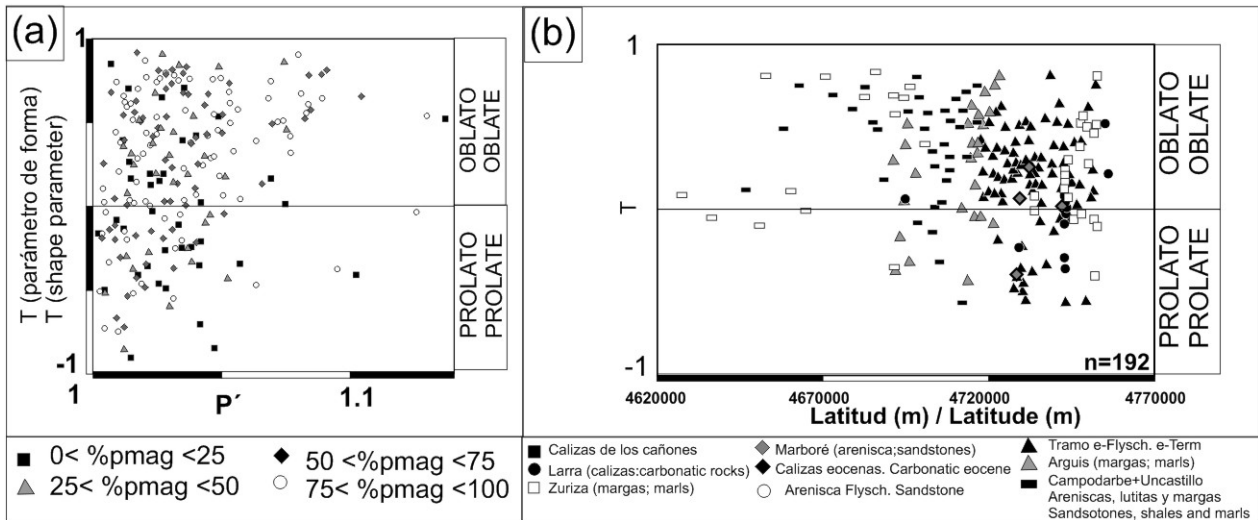 (a)
1
T (parámetro de forma)
T (shape parameter)
-1
OBLATO
OBLATE
PROLATO
PROLATE
1
1.1
P´
0< %pmag <25
50 <%pmag <75
25< %pmag <50
75< %pmag <100
(b)
1
T
-1
OBLATO
OBLATE
PROLATO
PROLATE
n=192
4620000
4670000
4720000
4770000
Latitud (m) / Latitude (m)
Calizas de los cañones
Larra (calizas:carbonatic rocks)
Zuriza (margas; marls)
Marboré (arenisca;sandstones)
Calizas eocenas. Carbonatic eocene
Arenisca Flysch. Sandstone
Tramo e-Flysch. e-Term
Arguis (margas; marls)
Campodarbe+Uncastillo
Areniscas, lutitas y margas
Sandsotones, shales and marls